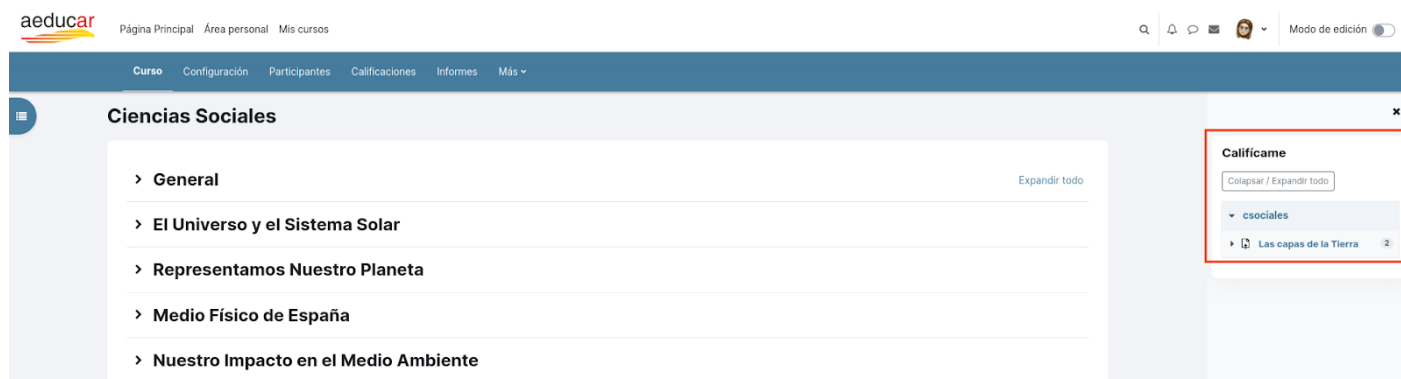 aeducar
Página Principal Área personal Mis cursos
Modo de edición
Curso Configuración Participantes Calificaciones Informes Más
Ciencias Sociales
General
Expandir todo
El Universo y el Sistema Solar
Representamos Nuestro Planeta
Medio Físico de España
Nuestro Impacto en el Medio Ambiente
Califícame
Colapsar / Expandir todo
csociales
Las capas de la Tierra 2